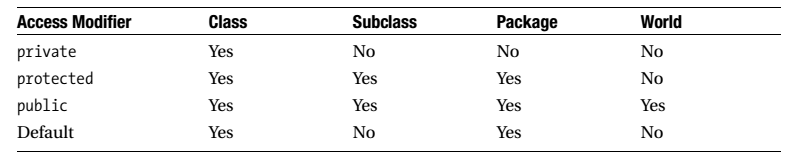 Access Modifier Class Subclass Package World
private Yes No No No
protected Yes Yes Yes No
public Yes Yes Yes Yes
Default Yes No Yes No